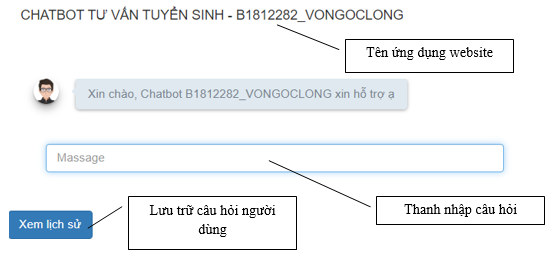 CHATBOT TƯ VẤN TUYỂN SINH - B1812282_VONGOCLONG
Tên ứng dụng website
Xin chào, Chatbot B1812282_VONGOCLONG xin hỗ trợ ạ
Massage
Xem lịch sử
Lưu trữ câu hỏi người
dùng
Thanh nhập câu hỏi